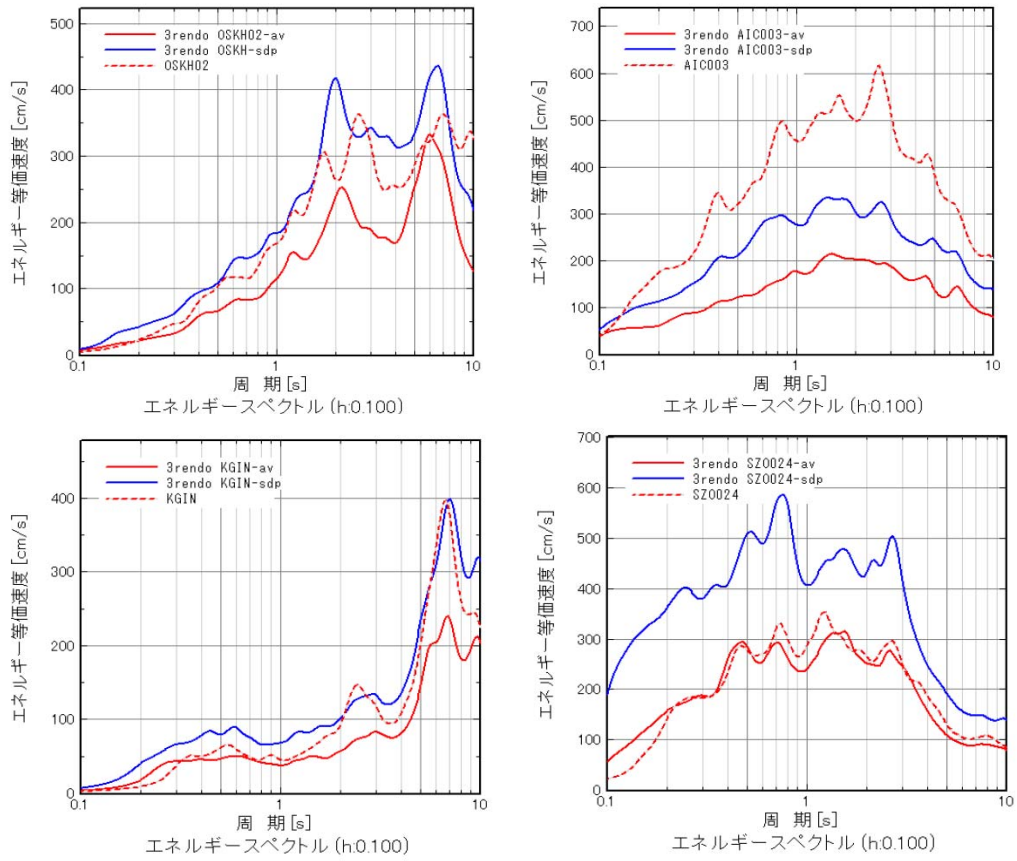 500
400
300
200
100
0
エネルギー等価速度 [cm/s]
3rendo OSKH02-av
3rendo OSKH-sdp
OSKH02
0.1
1
10
周 期 [s]
エネルギースペクトル (h:0.100)
700
600
500
400
300
200
100
0
エネルギー等価速度 [cm/s]
3rendo AIC003-av
3rendo AIC003-sdp
AIC003
0.1
1
10
周 期 [s]
エネルギースペクトル (h:0.100)
400
300
200
100
0
エネルギー等価速度 [cm/s]
3rendo KGIN-av
3rendo KGIN-sdp
KGIN
0.1
1
10
周 期 [s]
エネルギースペクトル (h:0.100)
700
600
500
400
300
200
100
0
エネルギー等価速度 [cm/s]
3rendo SZO024-av
3rendo SZO024-sdp
SZO024
0.1
1
10
周 期 [s]
エネルギースペクトル (h:0.100)